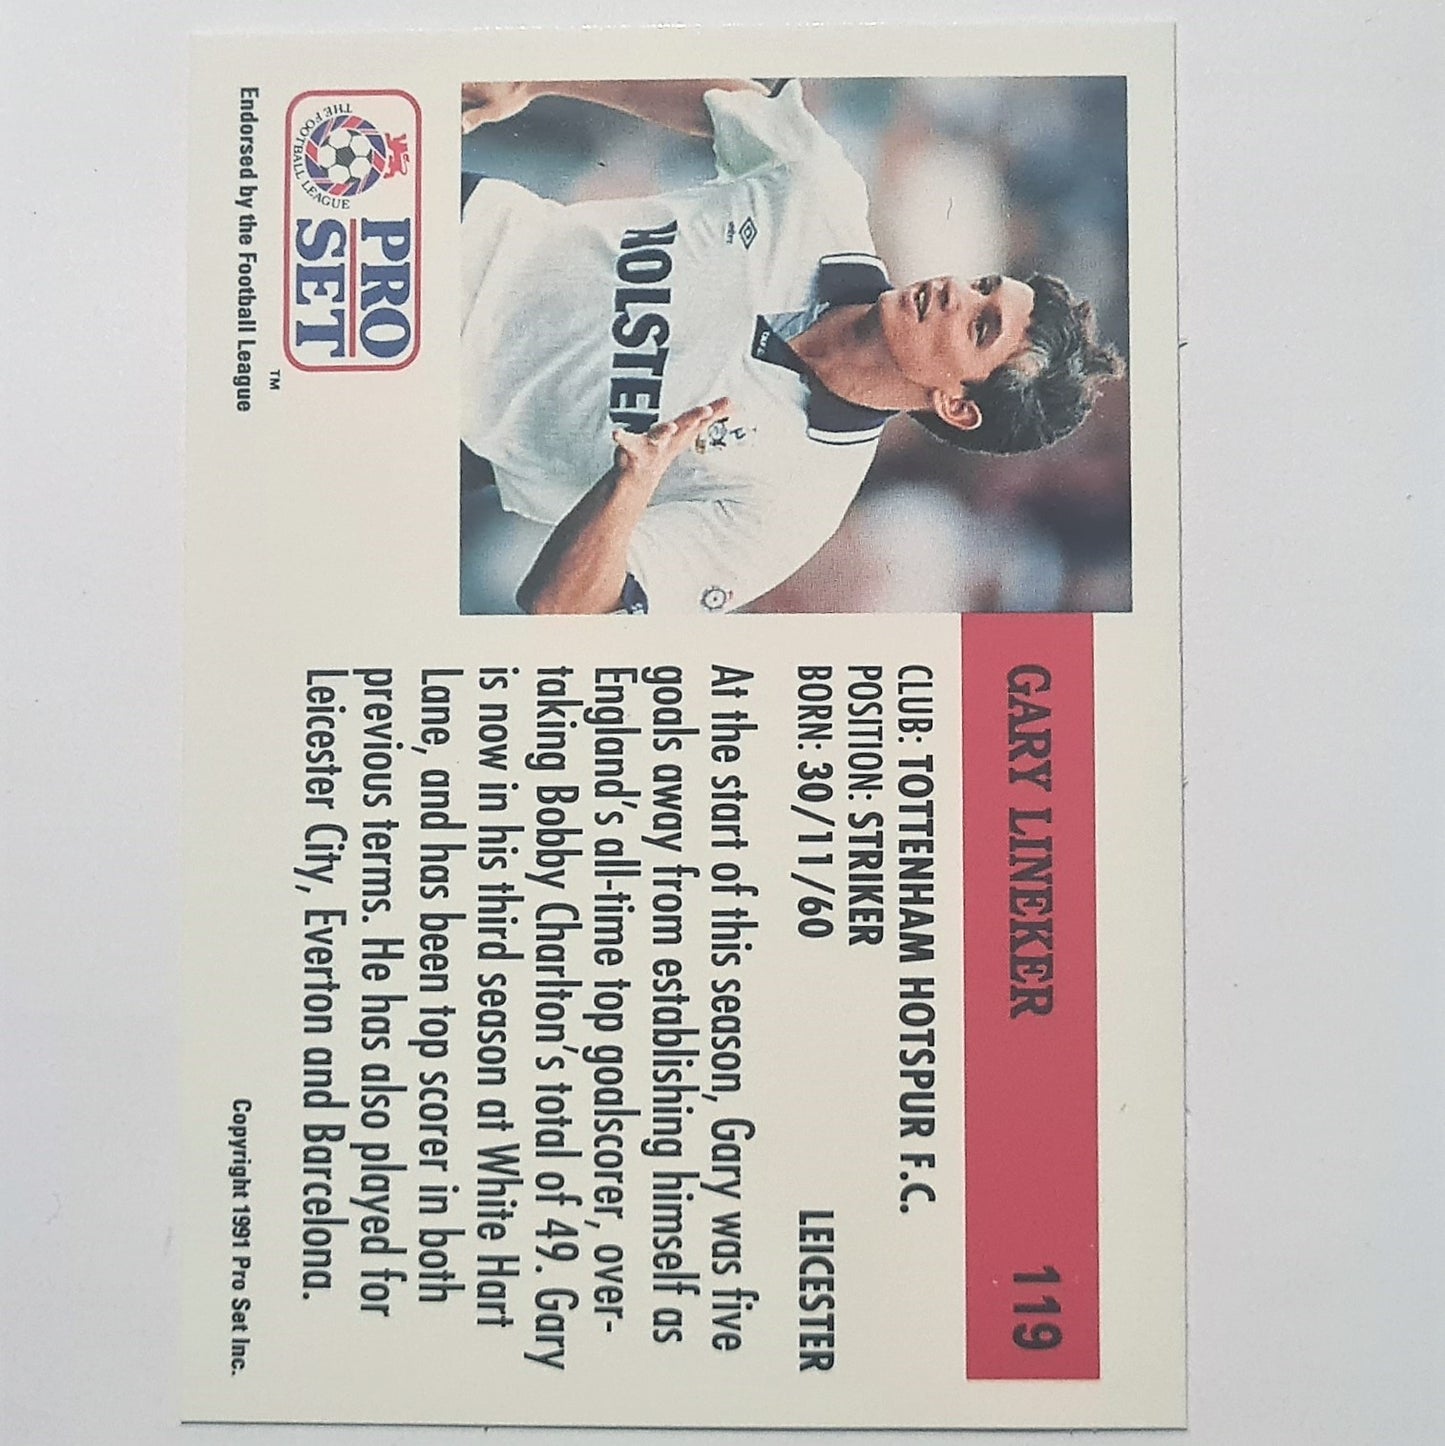 GARY LINEKER 119
CLUB: TOTTENHAM HOTSPUR F.C.
POSITION: STRIKER
BORN: 30/11/60 LEICESTER
At the start of this season, Gary was five
goals away from establishing himself as
England's all-time top goalscorer, over-
taking Bobby Charlton's total of 49. Gary
is now in his third season at White Hart
Lane, and has been top scorer in both
previous terms. He has also played for
Leicester City, Everton and Barcelona.
HOLSTEN
THE FOOTBALL LEAGUE
PRO
SET
TM
Endorsed by the Football League
Copyright 1991 Pro Set Inc.